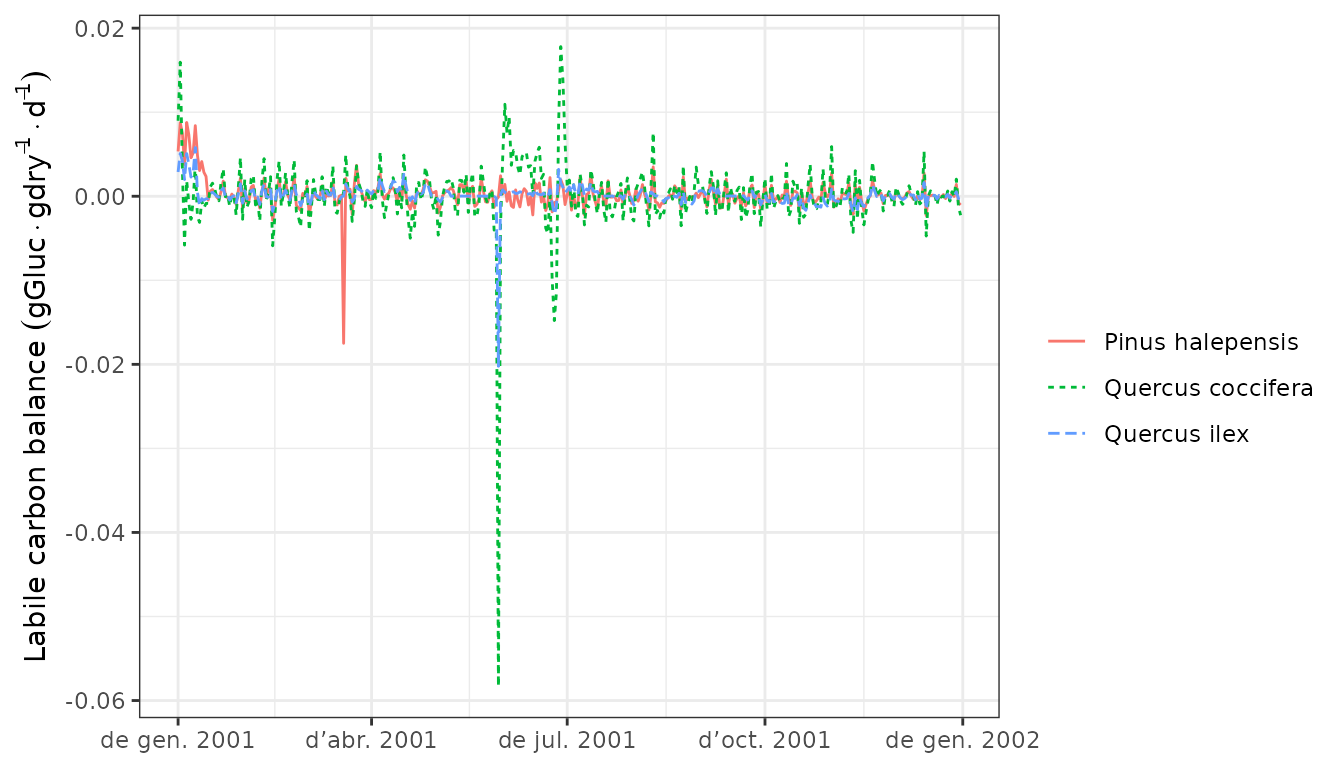 Labile carbon balance (gGluc · gdry⁻¹ · d⁻¹)
0.02
0.00
-0.02
-0.04
-0.06
de gen. 2001 d’abr. 2001 de jul. 2001 d’oct. 2001 de gen. 2002
Pinus halepensis
Quercus coccifera
Quercus ilex